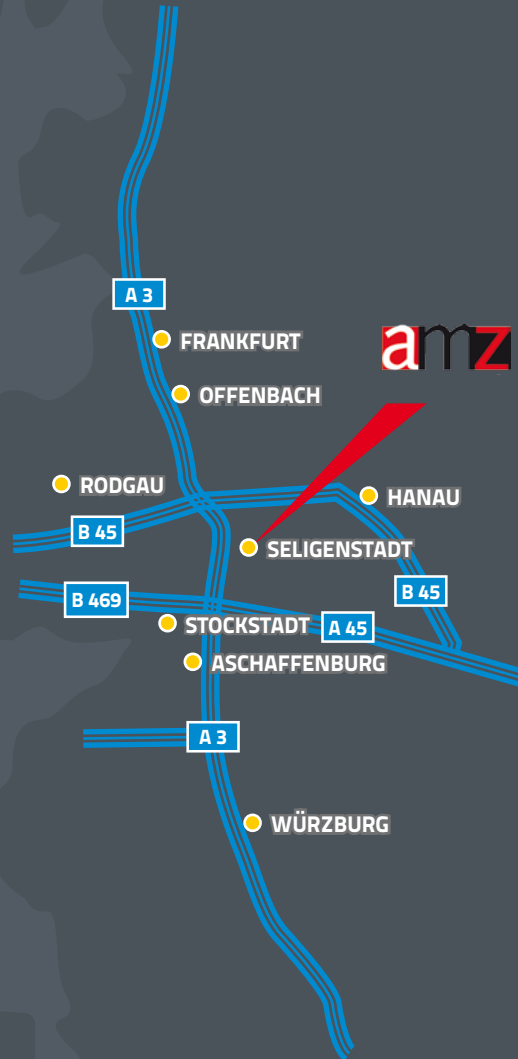 A 3
FRANKFURT
amz
OFFENBACH
RODGAU
HANAU
B 45
SELIGENSTADT
B 469
B 45
STOCKSTADT
A 45
ASCHAFFENBURG
A 3
WÜRZBURG